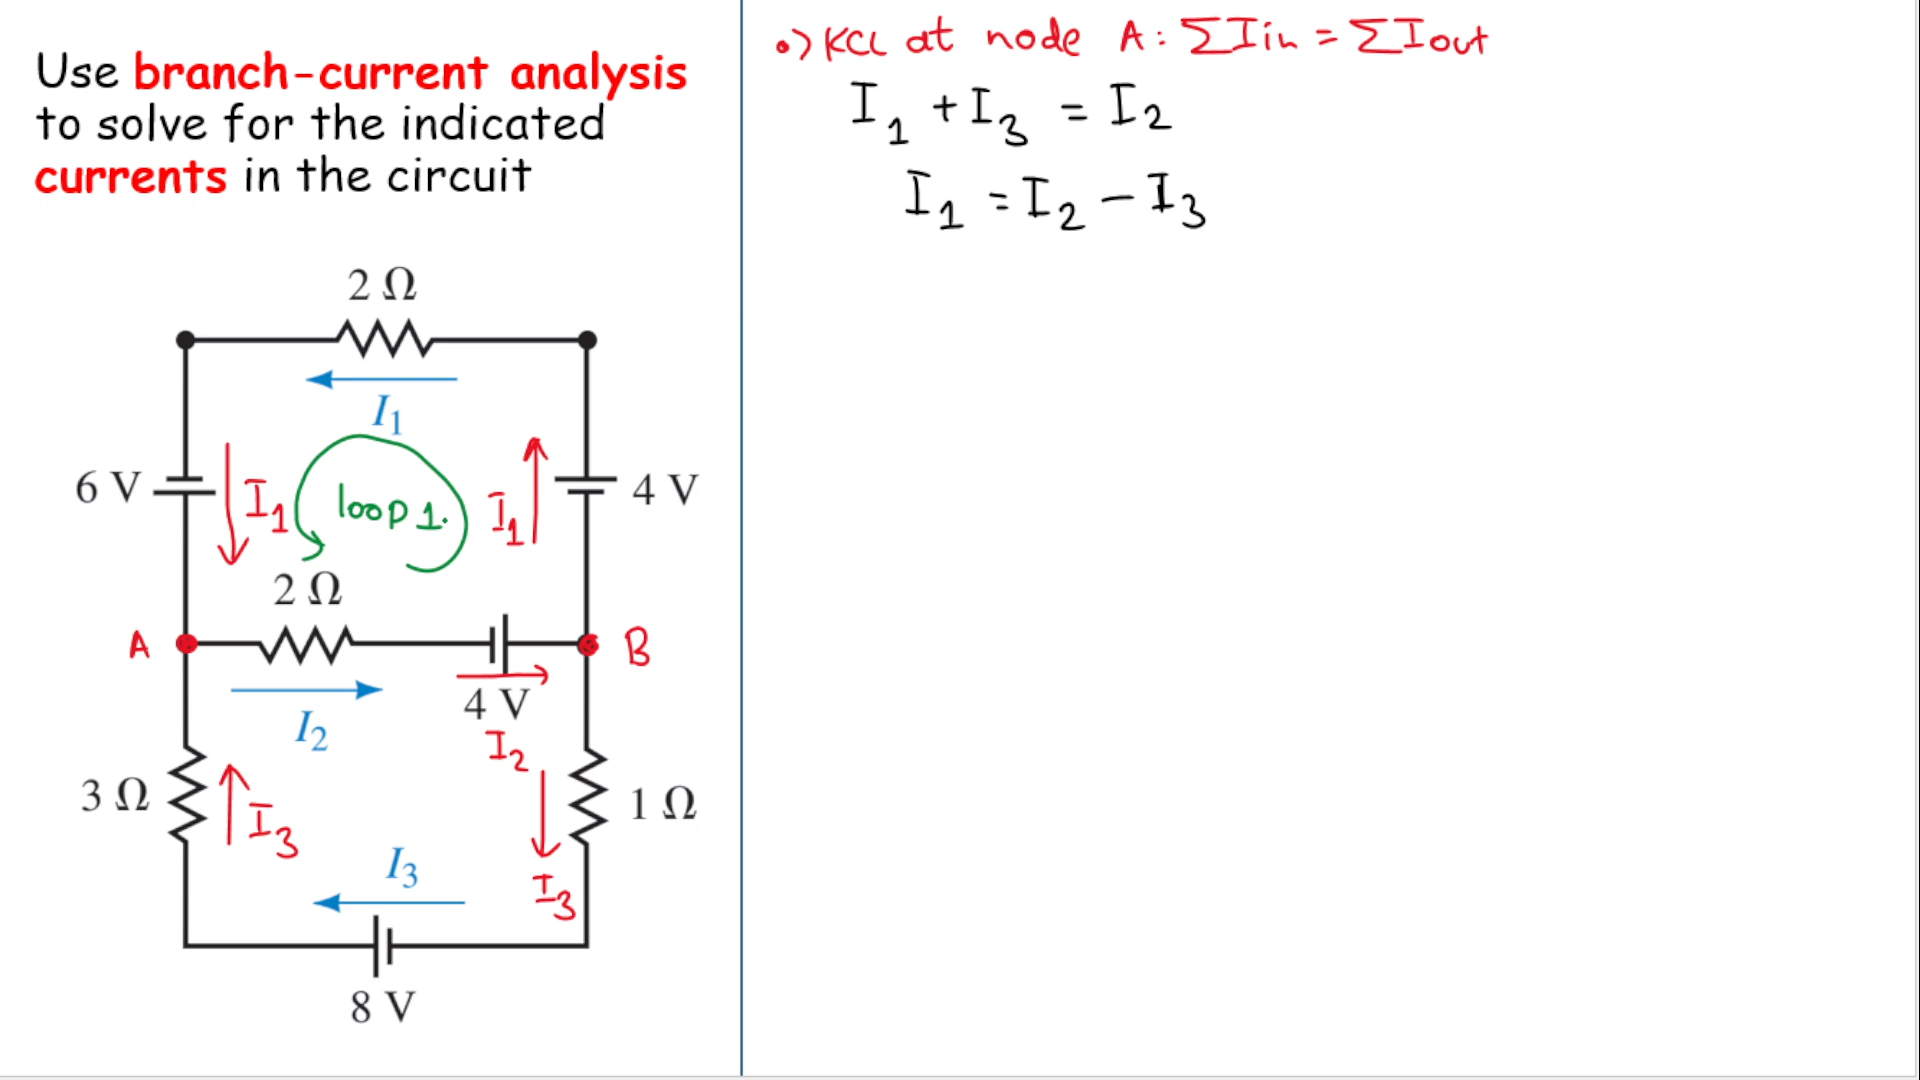 Use branch-current analysis
to solve for the indicated
currents in the circuit
•) KCL at node A: ΣIin = ΣIout
I₁ + I₃ = I₂
I₁ = I₂ − I₃
2 Ω
I₁
6 V
I₁
loop 1.
I₁
4 V
2 Ω
A
B
I₂
4 V
I₂
3 Ω
I₃
1 Ω
I₃
I₃
8 V